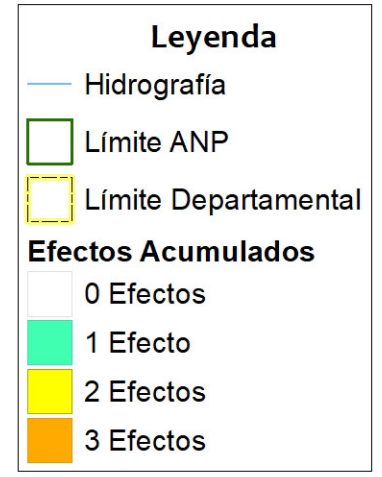 Leyenda
Hidrografía
Límite ANP
Límite Departamental
Efectos Acumulados
0 Efectos
1 Efecto
2 Efectos
3 Efectos